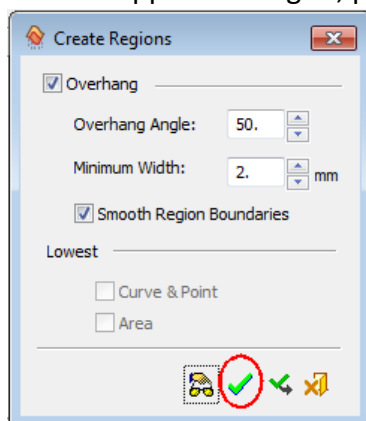 Create Regions
Overhang
Overhang Angle: 50.
Minimum Width: 2. mm
Smooth Region Boundaries
Lowest
Curve & Point
Area